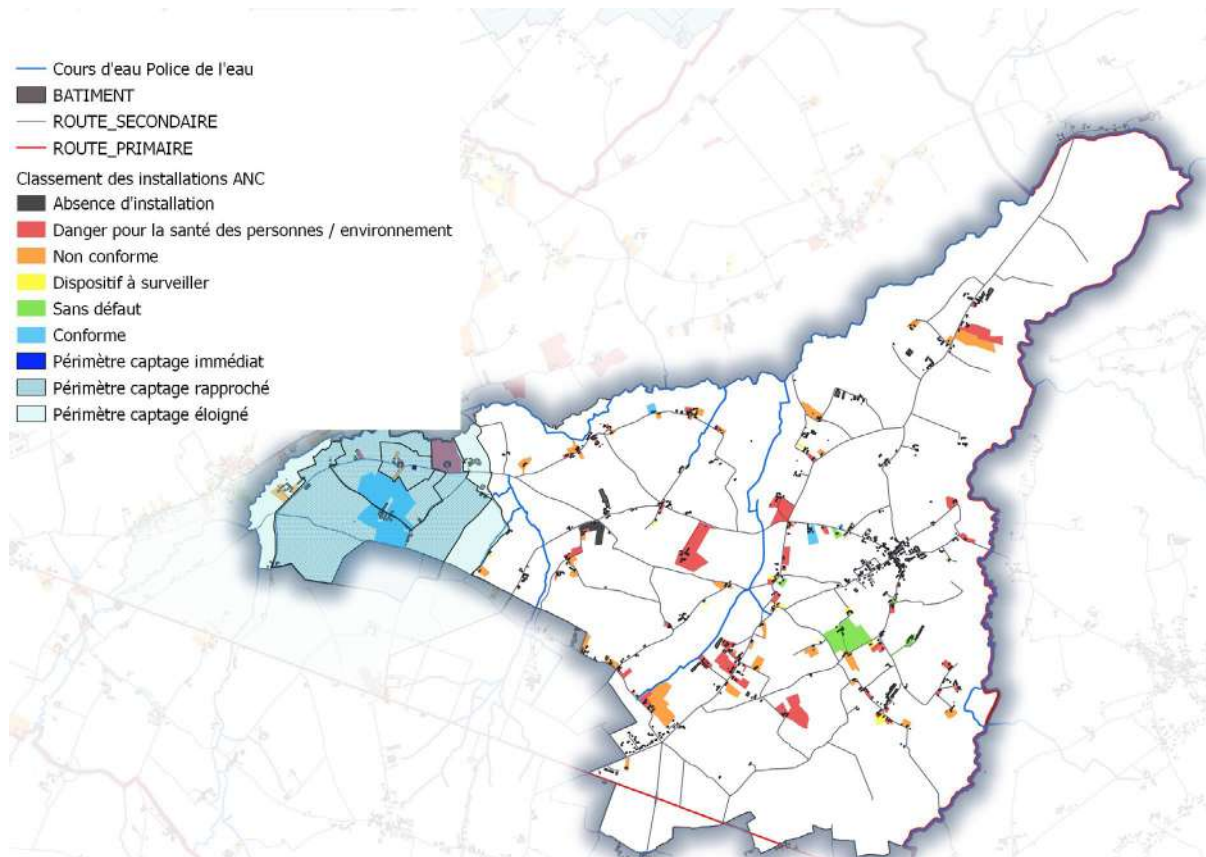 Cours d'eau Police de l'eau
BATIMENT
ROUTE_SECONDAIRE
ROUTE_PRIMAIRE
Classement des installations ANC
Absence d'installation
Danger pour la santé des personnes / environnement
Non conforme
Dispositif à surveiller
Sans défaut
Conforme
Périmètre captage immédiat
Périmètre captage rapproché
Périmètre captage éloigné